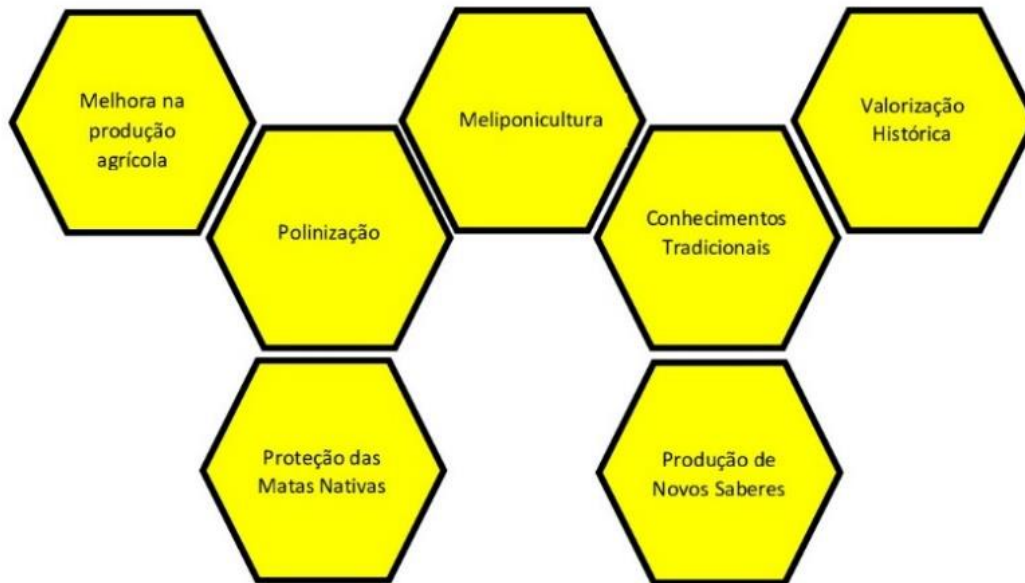 Melhora na
produção
agrícola
Polinização
Meliponicultura
Conhecimentos
Tradicionais
Valorização
Histórica
Proteção das
Matas Nativas
Produção de
Novos Saberes